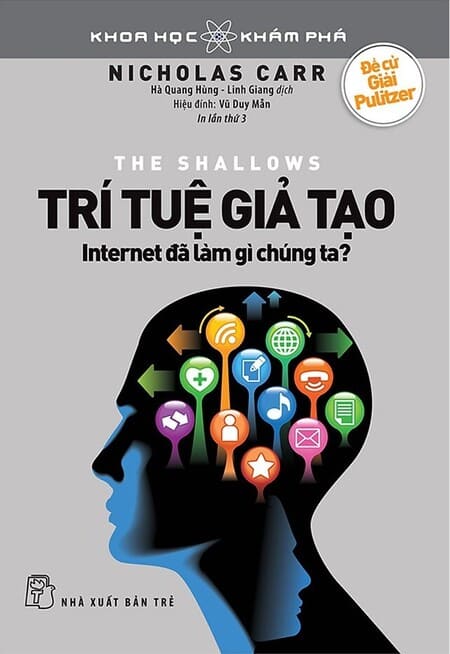 KHOA HỌC KHÁM PHÁ
NICHOLAS CARR
Hà Quang Hùng - Linh Giang dịch
Hiệu đính: Vũ Duy Mẫn
In lần thứ 3
Đề cử
Giải
Pulitzer
THE SHALLOWS
TRÍ TUỆ GIẢ TẠO
Internet đã làm gì chúng ta?
NHÀ XUẤT BẢN TRẺ